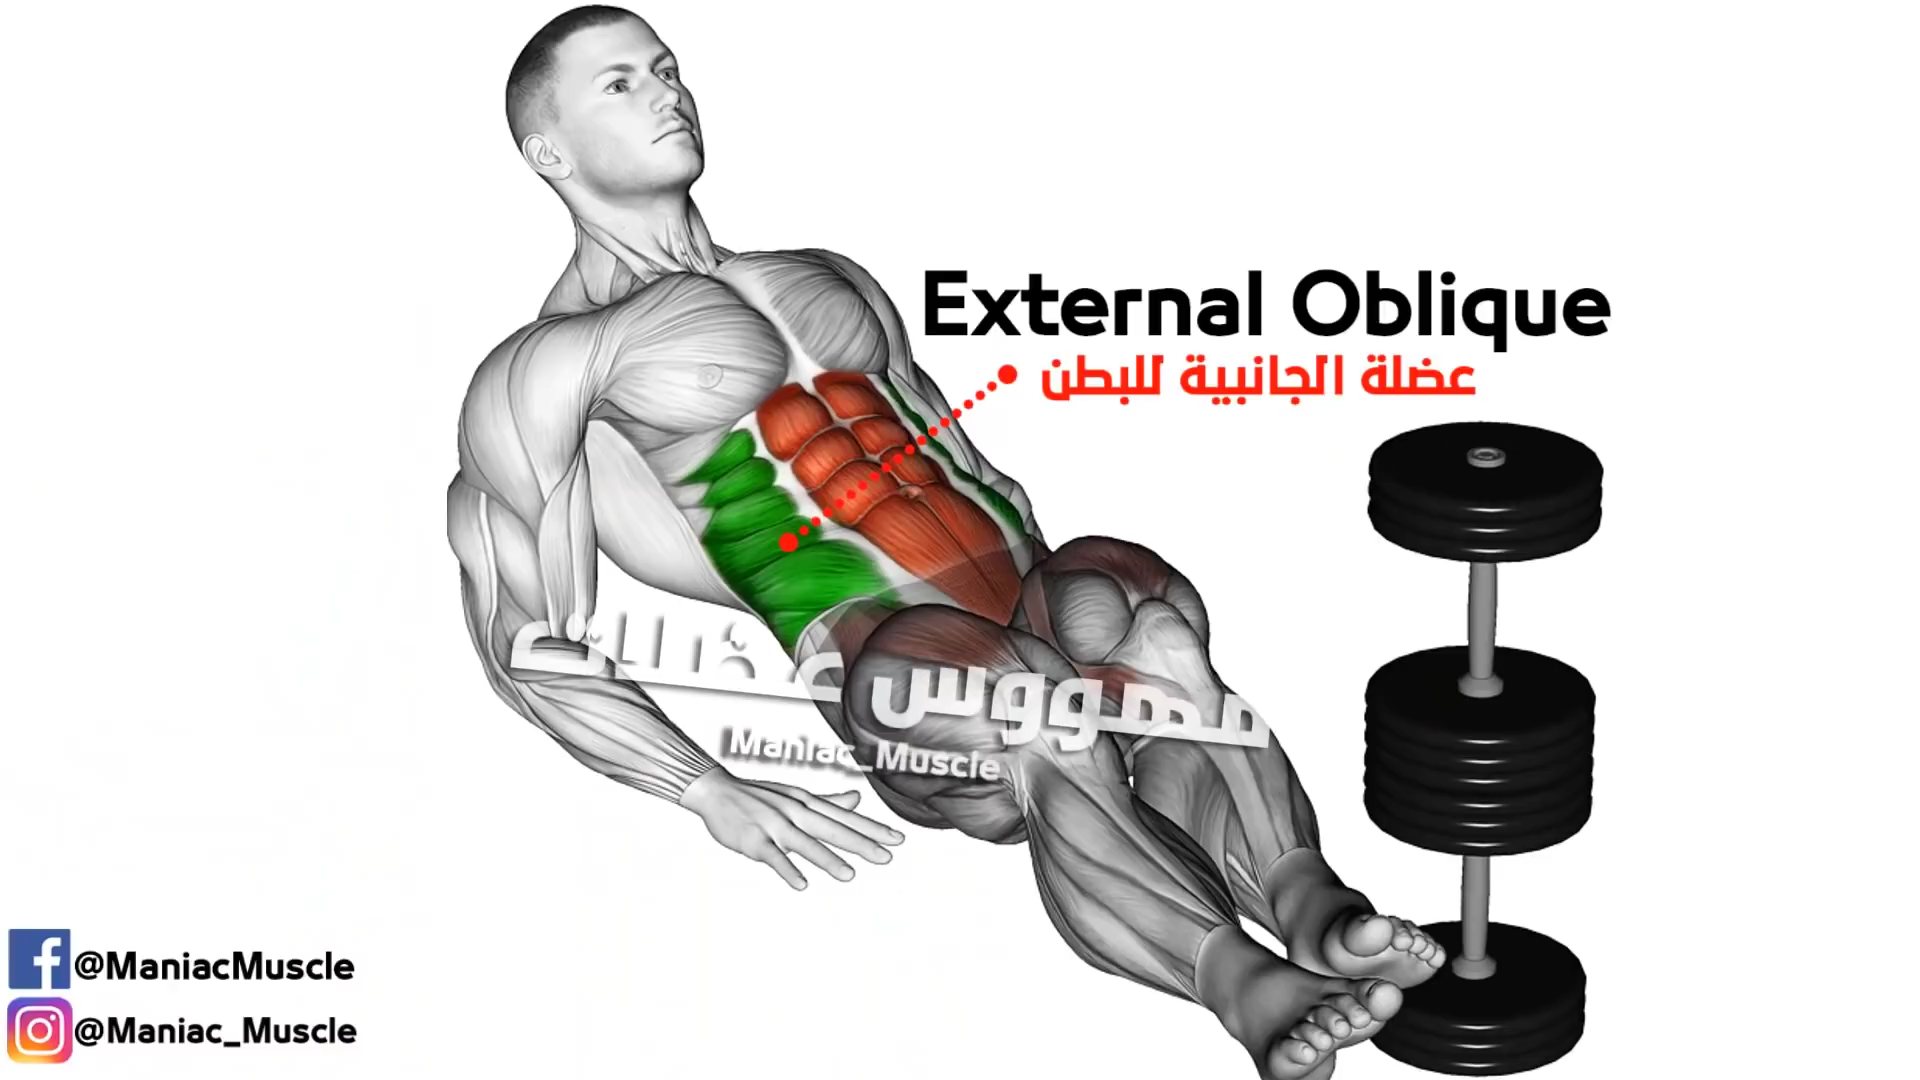 External Oblique
عضلة الجانبية للبطن
مهووس عضلات
Maniac_Muscle
@ManiacMuscle
@Maniac_Muscle